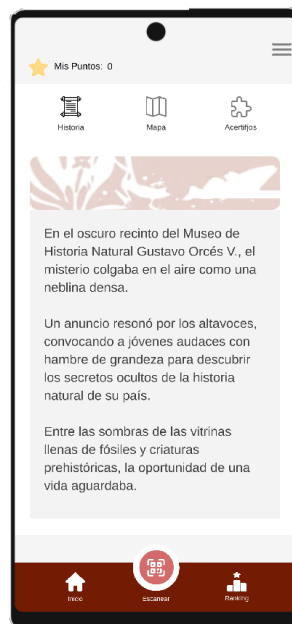 Mis Puntos: 0
Historia
Mapa
Acertifjos
En el oscuro recinto del Museo de
Historia Natural Gustavo Orcés V., el
misterio colgaba en el aire como una
neblina densa.
Un anuncio resonó por los altavoces,
convocando a jóvenes audaces con
hambre de grandeza para descubrir
los secretos ocultos de la historia
natural de su país.
Entre las sombras de las vitrinas
llenas de fósiles y criaturas
prehistóricas, la oportunidad de una
vida aguardaba.
Inicio
Escanear
Ranking